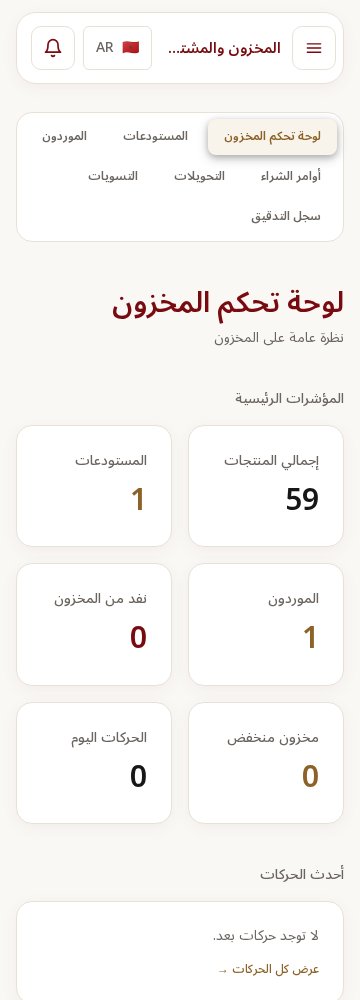 المخزون والمشتـ...
AR
لوحة تحكم المخزون
المستودعات
الموردون
أوامر الشراء
التحويلات
التسويات
سجل التدقيق
لوحة تحكم المخزون
نظرة عامة على المخزون
المؤشرات الرئيسية
إجمالي المنتجات
59
المستودعات
1
الموردون
1
نفد من المخزون
0
مخزون منخفض
0
الحركات اليوم
0
أحدث الحركات
لا توجد حركات بعد.
عرض كل الحركات →